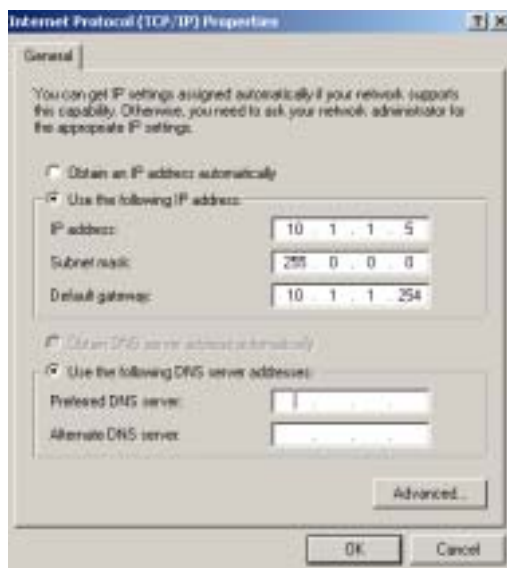 Internet Protocol (TCP/IP) Properties
General
You can get IP settings assigned automatically if your network supports
this capability. Otherwise, you need to ask your network administrator for
the appropriate IP settings.
Obtain an IP address automatically
Use the following IP address:
IP address: 10 . 1 . 1 . 5
Subnet mask: 255 . 0 . 0 . 0
Default gateway: 10 . 1 . 1 . 254
Obtain DNS server address automatically
Use the following DNS server addresses:
Preferred DNS server:
Alternate DNS server:
Advanced...
OK Cancel